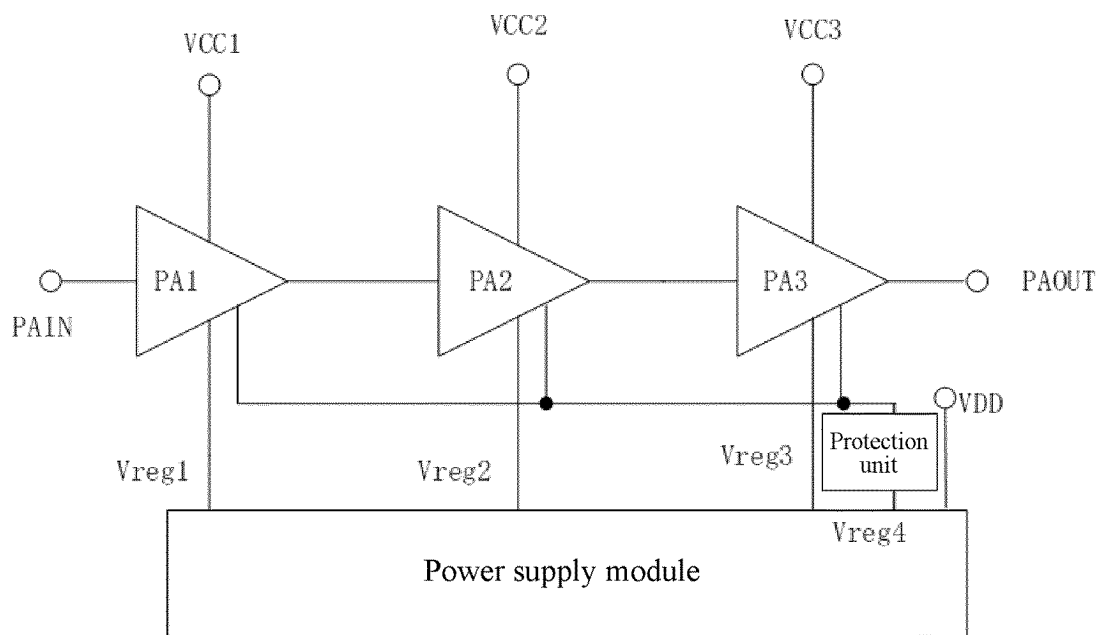 VCC1
VCC2
VCC3
PA1
PA2
PA3
PAIN
PAOUT
VDD
Protection
unit
Vreg1
Vreg2
Vreg3
Vreg4
Power supply module